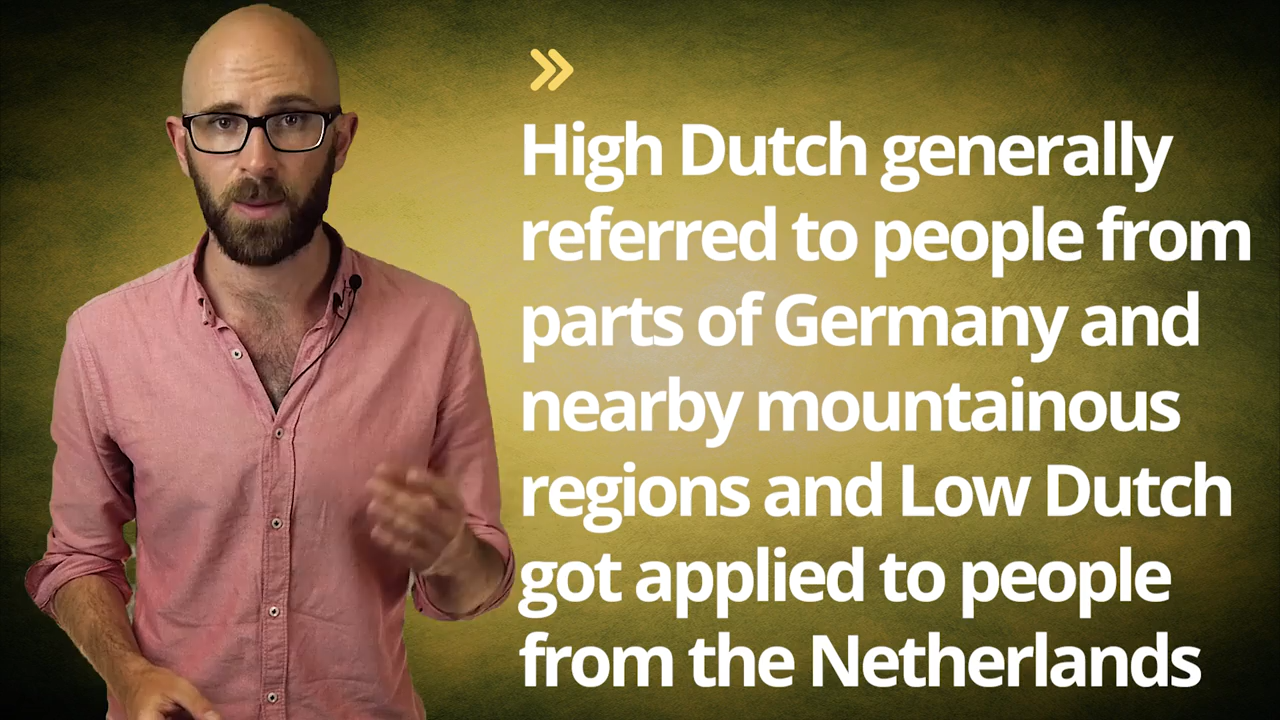 High Dutch generally
referred to people from
parts of Germany and
nearby mountainous
regions and Low Dutch
got applied to people
from the Netherlands